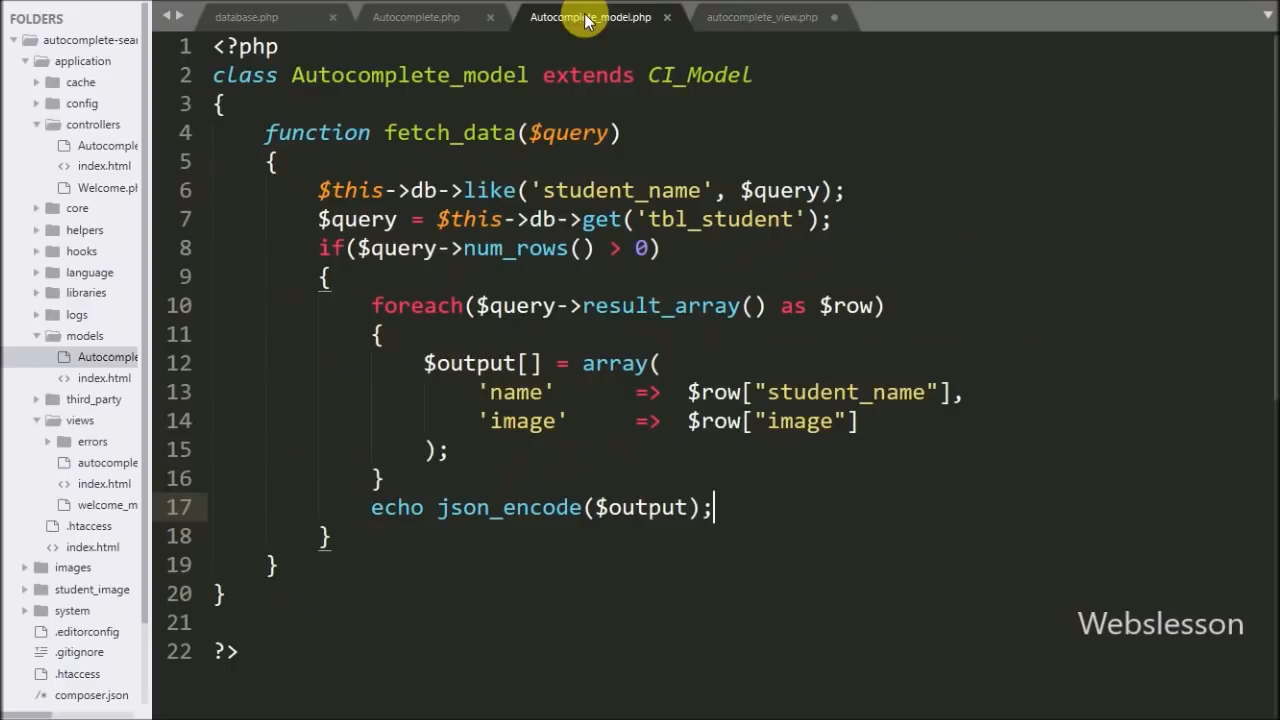 FOLDERS
autocomplete-sear
application
cache
config
controllers
Autocomple
index.html
Welcome.ph
core
helpers
hooks
language
libraries
logs
models
Autocomple
index.html
third_party
views
errors
autocomple
index.html
welcome_m
.htaccess
index.html
images
student_image
system
.editorconfig
.gitignore
.htaccess
composer.json
database.php
Autocomplete.php
Autocomplete_model.php
autocomplete_view.php
1 <?php
2 class Autocomplete_model extends CI_Model
3 {
4 function fetch_data($query)
5 {
6 $this->db->like('student_name', $query);
7 $query = $this->db->get('tbl_student');
8 if($query->num_rows() > 0)
9 {
10 foreach($query->result_array() as $row)
11 {
12 $output[] = array(
13 'name' => $row["student_name"],
14 'image' => $row["image"]
15 );
16 }
17 echo json_encode($output);
18 }
19 }
20 }
21
22 ?>
Webslesson